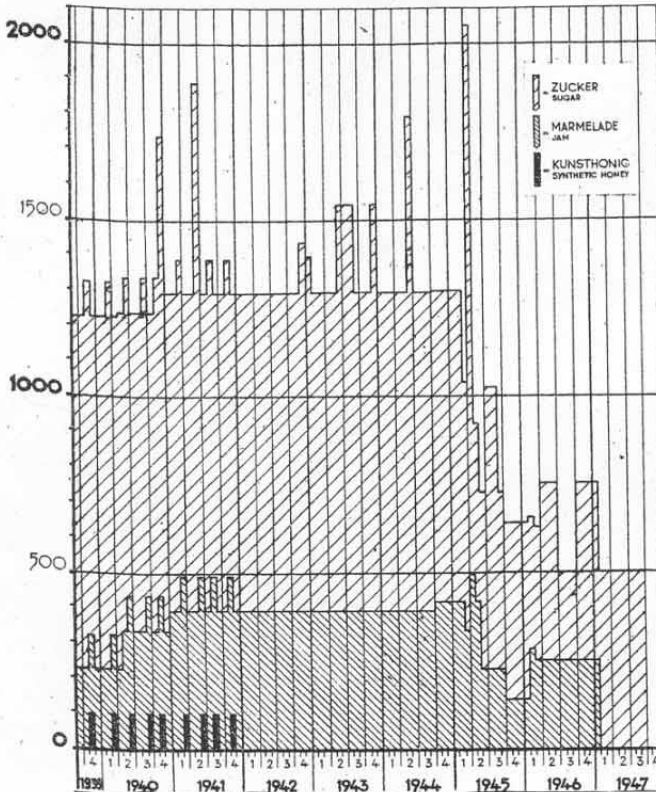 2000
1500
1000
500
0
ZUCKER
SUGAR
MARMELADE
JAM
KUNSTHONIG
SYNTHETIC HONEY
4 1 2 3 4 1 2 3 4 1 2 3 4 1 2 3 4 1 2 3 4 1 2 3 4 1 2 3 4 1 2 3 4
1939 1940 1941 1942 1943 1944 1945 1946 1947